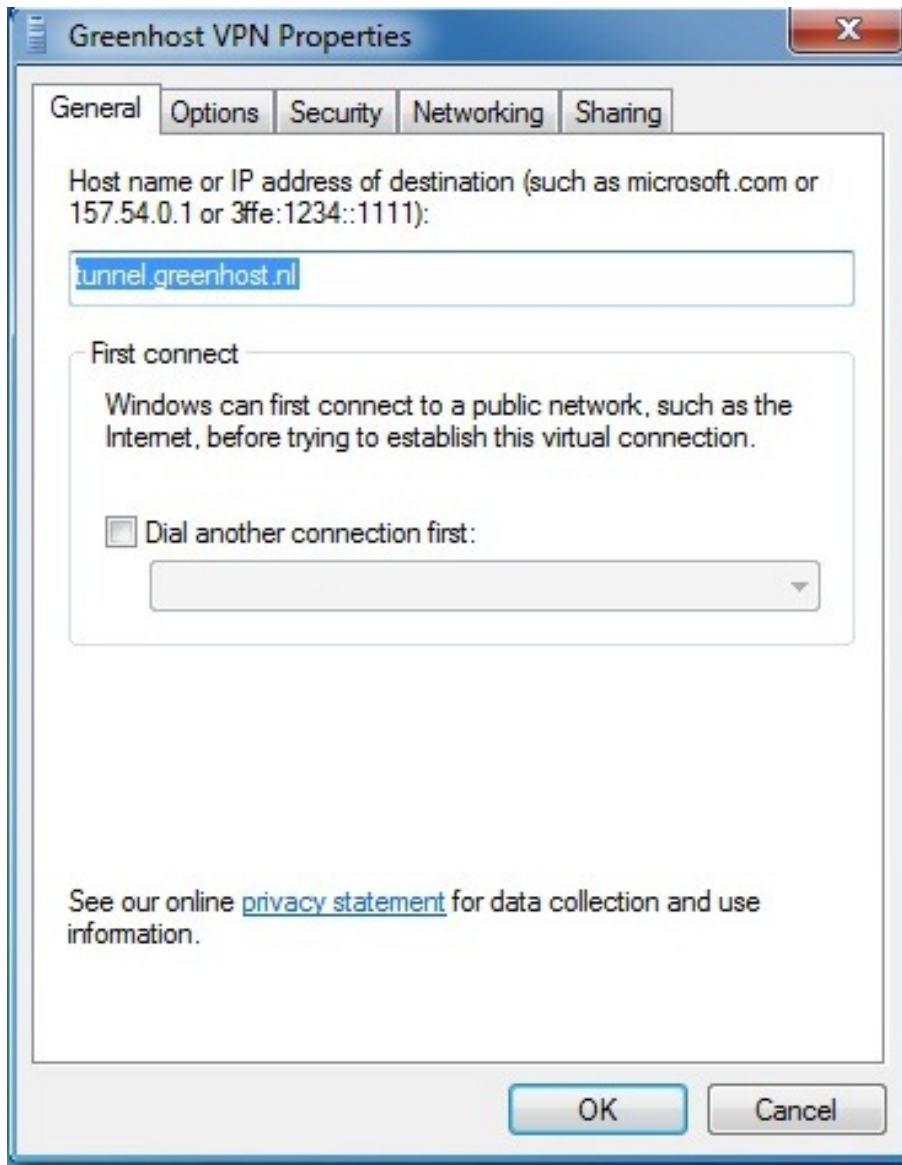 Greenhost VPN Properties
General Options Security Networking Sharing
Host name or IP address of destination (such as microsoft.com or
157.54.0.1 or 3ffe:1234::1111):
tunnel.greenhost.nl
First connect
Windows can first connect to a public network, such as the
Internet, before trying to establish this virtual connection.
Dial another connection first:
See our online privacy statement for data collection and use
information.
OK Cancel